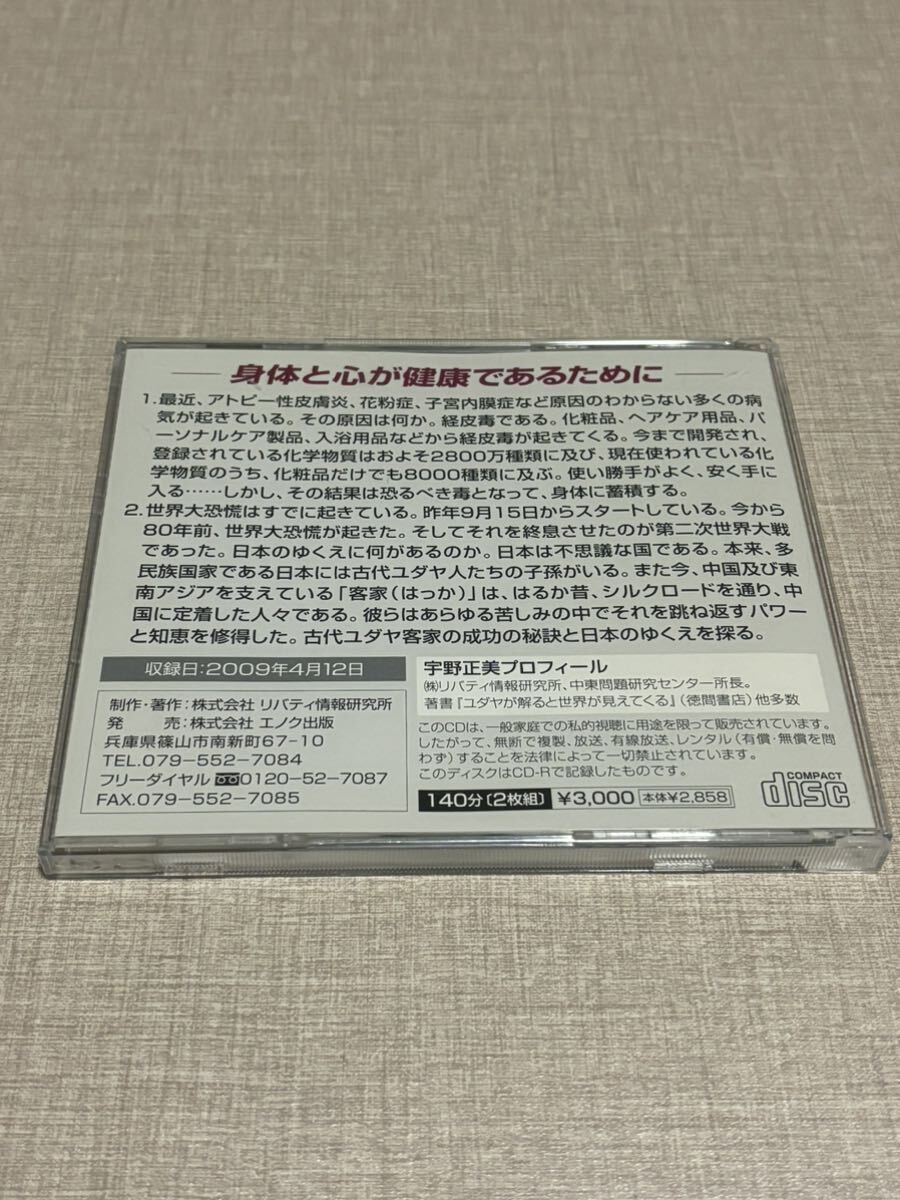 身体と心が健康であるために
1.最近、アトピー性皮膚炎、花粉症、子宮内膜症など原因のわからない多くの病
気が起きている。その原因は何か。経皮毒である。化粧品、ヘアケア用品、パ
ーソナルケア製品、入浴用品などから経皮毒が起きてくる。今まで開発され、
登録されている化学物質はおよそ2800万種類に及び、現在使われている化
学物質のうち、化粧品だけでも8000種類に及ぶ。使い勝手がよく、安く手に
入る……しかし、その結果は恐るべき毒となって、身体に蓄積する。
2.世界大恐慌はすでに起きている。昨年9月15日からスタートしている。今から
80年前、世界大恐慌が起きた。そしてそれを終息させたのが第二次世界大戦
であった。日本のゆくえに何があるのか。日本は不思議な国である。本来、多
民族国家である日本には古代ユダヤ人たちの子孫がいる。また今、中国及び東
南アジアを支えている「客家(はっか)」は、はるか昔、シルクロードを通り、中
国に定着した人々である。彼らはあらゆる苦しみの中でそれを跳ね返すパワー
と知恵を修得した。古代ユダヤ客家の成功の秘訣と日本のゆくえを探る。
収録日:2009年4月12日
制作・著作:株式会社 リバティ情報研究所
発 売:株式会社 エノク出版
兵庫県篠山市南新町67-10
TEL.079-552-7084
フリーダイヤル 0120-52-7087
FAX.079-552-7085
宇野正美プロフィール
㈱リバティ情報研究所、中東問題研究センター所長。
著書『ユダヤが解ると世界が見えてくる』(徳間書店)他多数
このCDは、一般家庭での私的視聴に用途を限って販売されています。
したがって、無断で複製、放送、有線放送、レンタル(有償・無償を問
わず)することを法律によって一切禁止されています。
このディスクはCD-Rで記録したものです。
140分〔2枚組〕 ¥3,000 本体¥2,858
COMPACT
disc